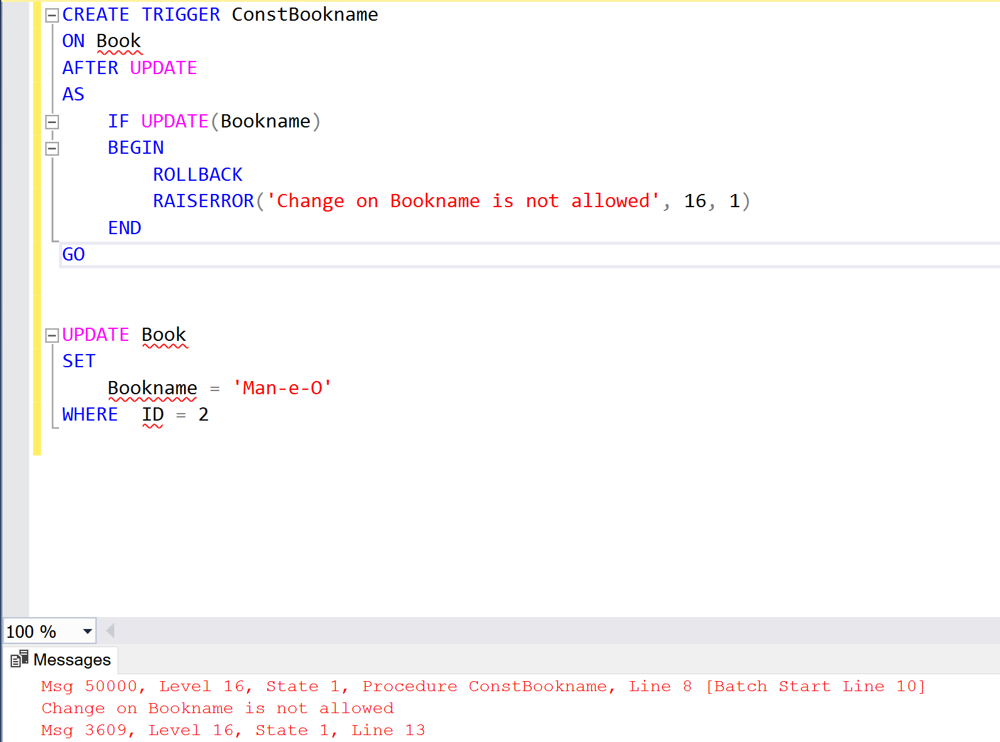 CREATE TRIGGER ConstBookname
ON Book
AFTER UPDATE
AS
    IF UPDATE(Bookname)
    BEGIN
        ROLLBACK
        RAISERROR('Change on Bookname is not allowed', 16, 1)
    END
GO
UPDATE Book
SET
    Bookname = 'Man-e-O'
WHERE  ID = 2
100 %
Messages
Msg 50000, Level 16, State 1, Procedure ConstBookname, Line 8 [Batch Start Line 10]
Change on Bookname is not allowed
Msg 3609, Level 16, State 1, Line 13